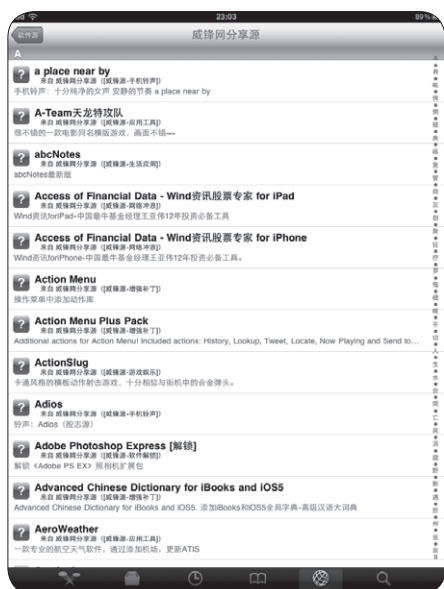 23:03
89%
软件源
威锋网分享源
A
a place near by
来自 威锋网分享源 ([威锋源-手机铃声])
手机铃声：十分纯净的女声 安静的节奏 a place near by
A-Team天龙特攻队
来自 威锋网分享源 ([威锋源-应用工具])
很不错的一款电影同名横版游戏，画面不错~~
abcNotes
来自 威锋网分享源 ([威锋源-生活应用])
abcNotes最新版
Access of Financial Data - Wind资讯股票专家 for iPad
来自 威锋网分享源 ([威锋源-网络冲浪])
Wind资讯foriPad-中国最牛基金经理王亚伟12年投资必备工具
Access of Financial Data - Wind资讯股票专家 for iPhone
来自 威锋网分享源 ([威锋源-网络冲浪])
Wind资讯foriPhone-中国最牛基金经理王亚伟12年投资必备工具。
Action Menu
来自 威锋网分享源 ([威锋源-增强补丁])
操作菜单中添加动作库
Action Menu Plus Pack
来自 威锋网分享源 ([威锋源-增强补丁])
Additional actions for Action Menu! Included actions: History, Lookup, Tweet, Locate, Now Playing and Send to...
ActionSlug
来自 威锋网分享源 ([威锋源-游戏娱乐])
卡通风格的横板动作射击游戏，十分相似与街机中的合金弹头。
Adios
来自 威锋网分享源 ([威锋源-手机铃声])
铃声：Adios（殷志源）
Adobe Photoshop Express [解锁]
来自 威锋网分享源 ([威锋源-软件解锁])
解锁《Adobe PS EX》照相机扩展包
Advanced Chinese Dictionary for iBooks and iOS5
来自 威锋网分享源 ([威锋源-增强补丁])
Advanced Chinese Dictionary for iBooks and iOS5. 添加iBooks和iOS5全局字典-高级汉语大词典
AeroWeather
来自 威锋网分享源 ([威锋源-应用工具])
一款专业的航空天气软件，通过添加机场，更新ATIS